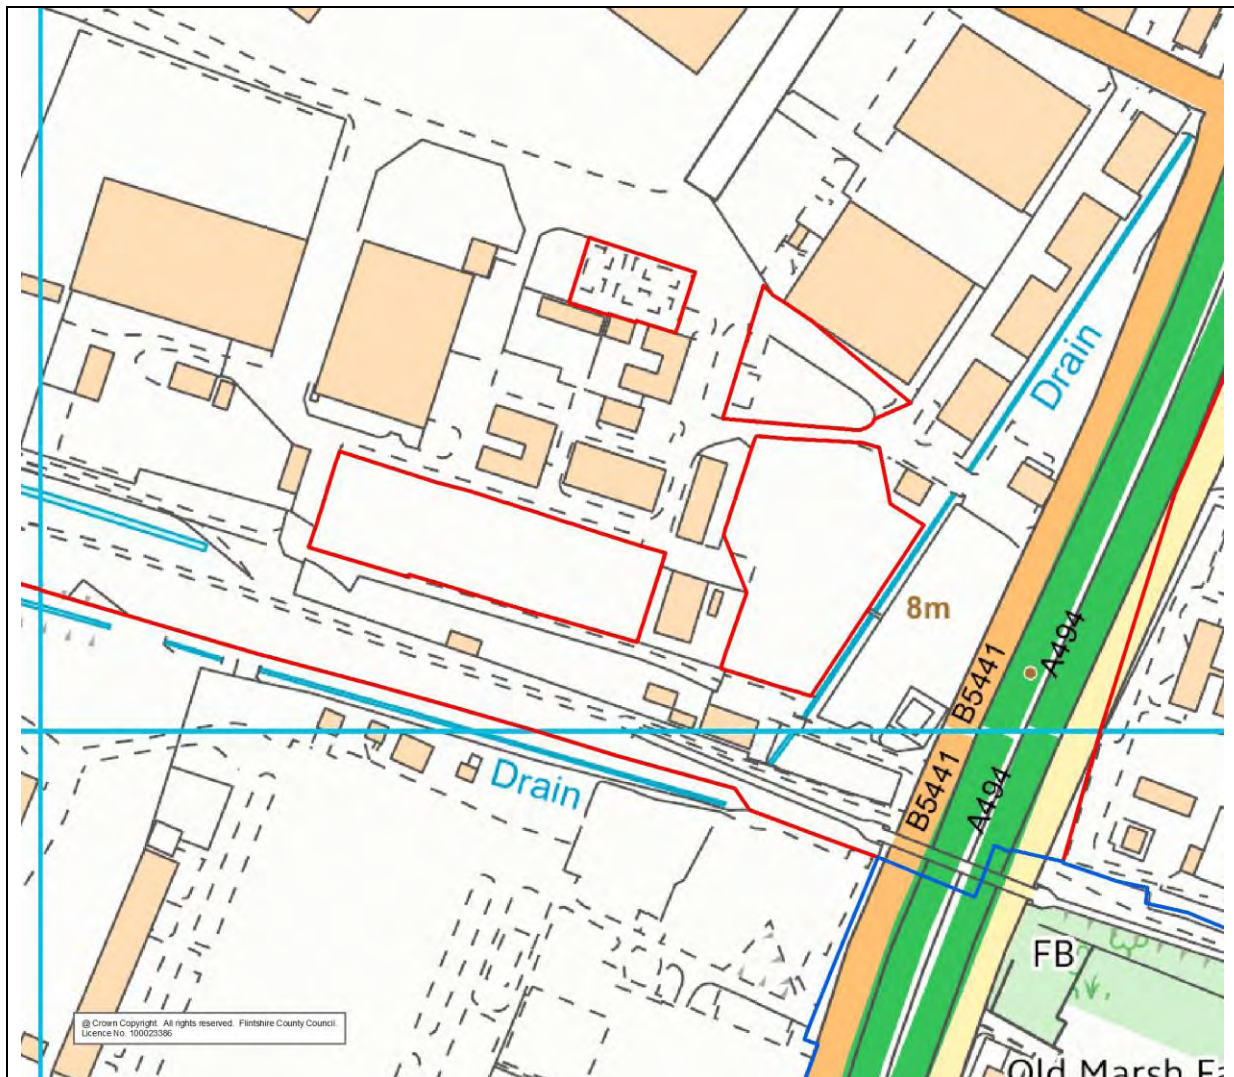 Drain
8m
A494
B5441
B5441
A494
Drain
FB
@ Crown Copyright. All rights reserved. Flintshire County Council.
Licence No. 100023386
Old Marsh Fa